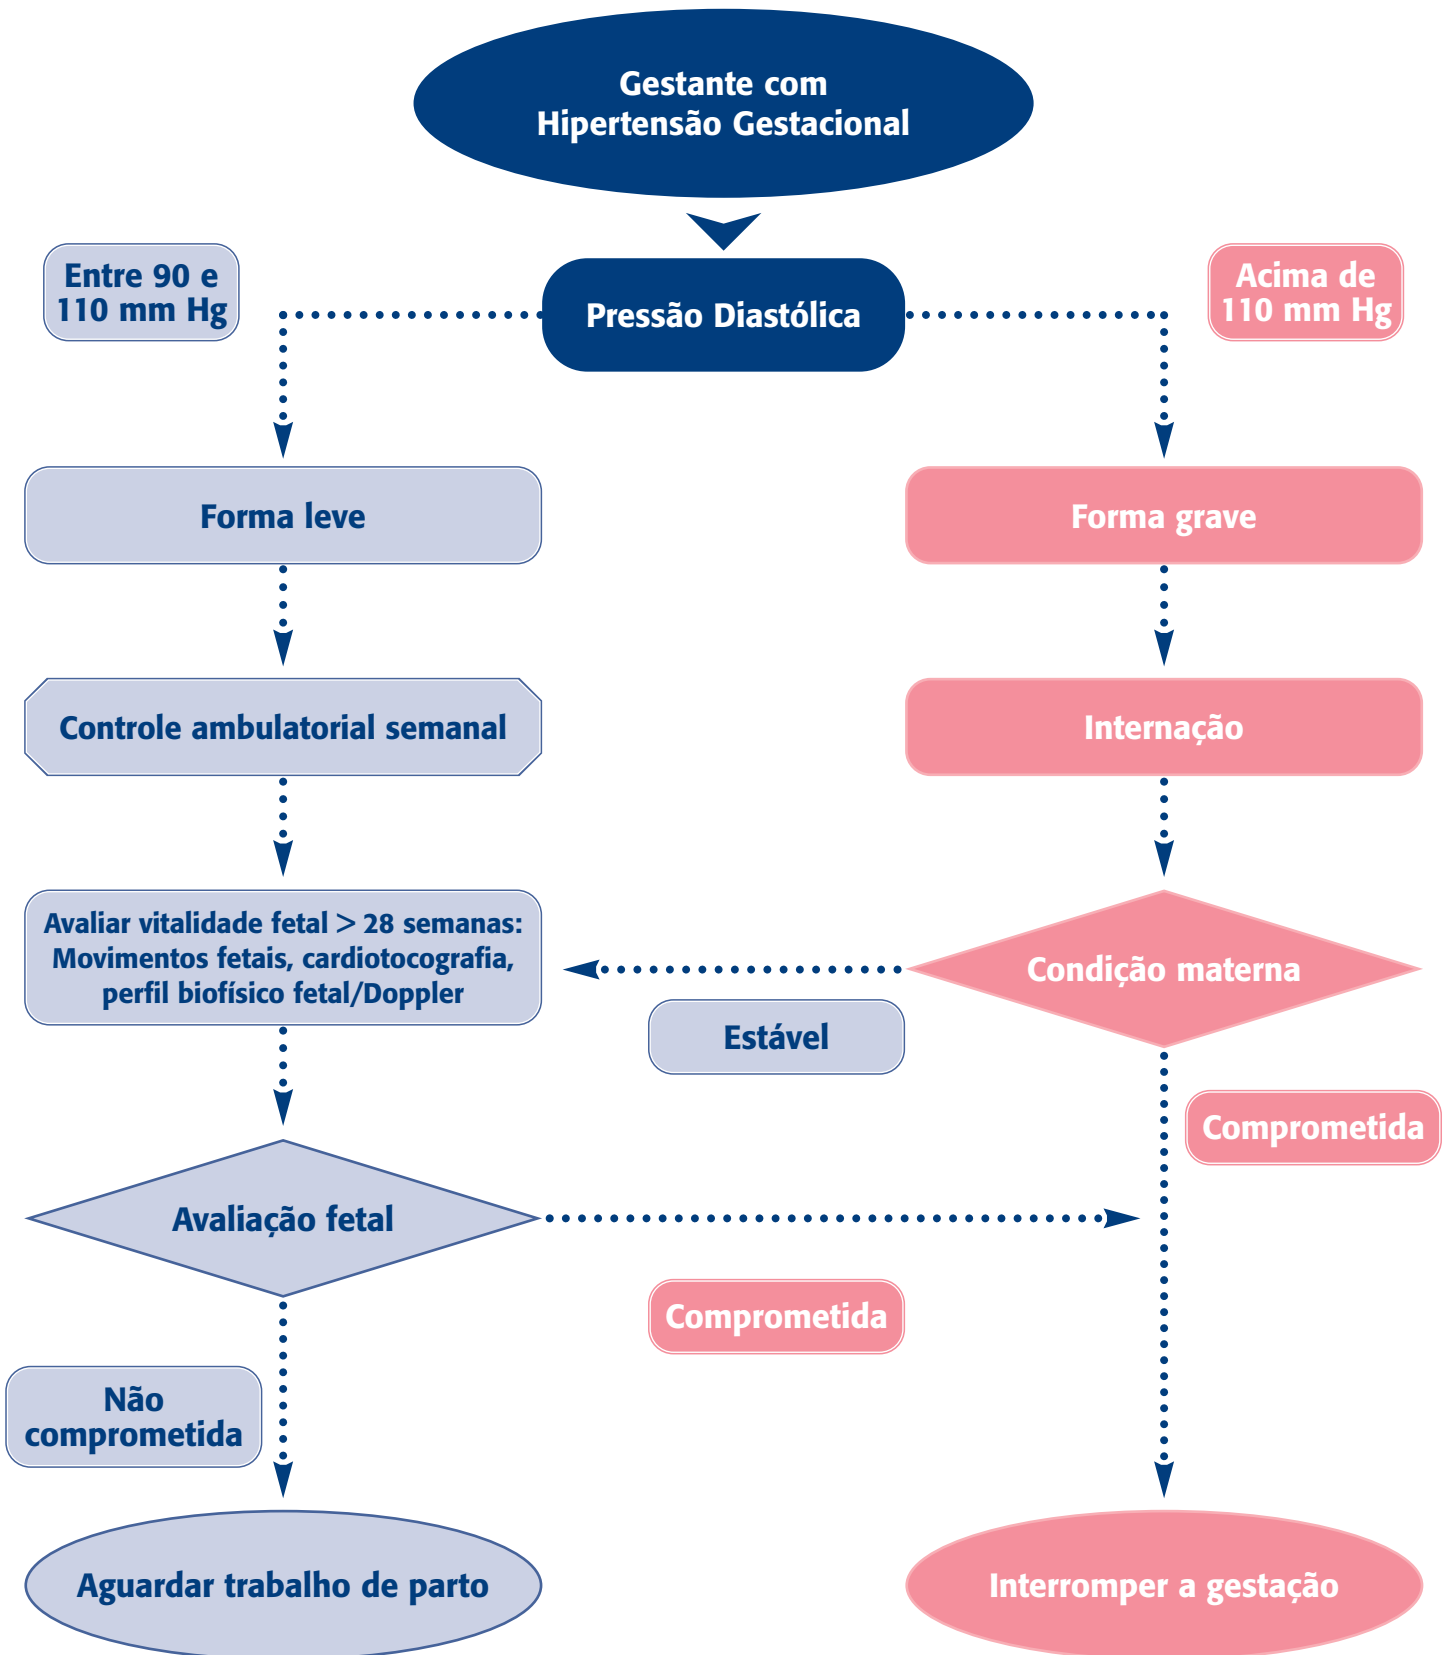 Gestante com
Hipertensão Gestacional
Entre 90 e
110 mm Hg
Pressão Diastólica
Acima de
110 mm Hg
Forma leve
Forma grave
Controle ambulatorial semanal
Internação
Avaliar vitalidade fetal > 28 semanas:
Movimentos fetais, cardiotocografia,
perfil biofísico fetal/Doppler
Condição materna
Estável
Comprometida
Avaliação fetal
Comprometida
Não
comprometida
Aguardar trabalho de parto
Interromper a gestação